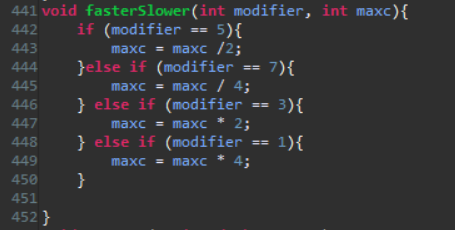 441 void fasterSlower(int modifier, int maxc){
442     if (modifier == 5){
443         maxc = maxc /2;
444     }else if (modifier == 7){
445         maxc = maxc / 4;
446     } else if (modifier == 3){
447         maxc = maxc * 2;
448     } else if (modifier == 1){
449         maxc = maxc * 4;
450     }
451
452 }